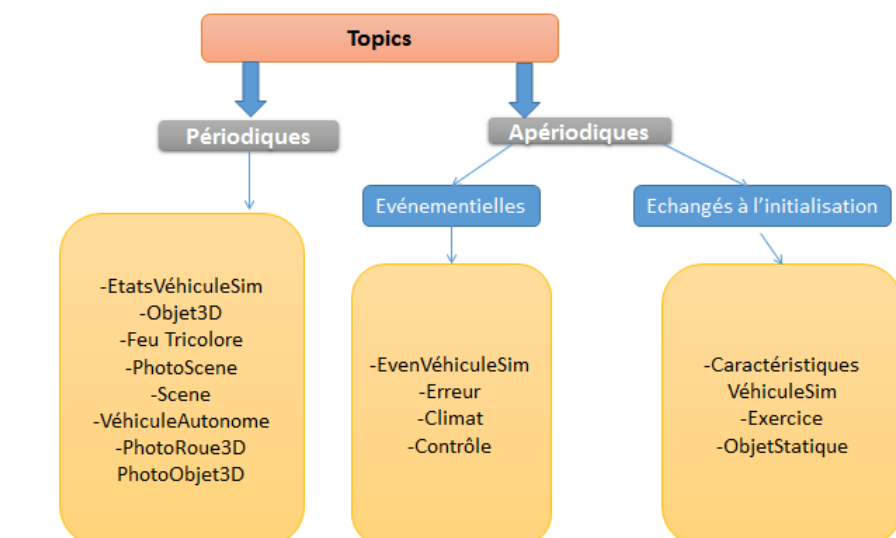 Topics
Périodiques
Apériodiques
Evénementielles
Echangés à l'initialisation
-EtatsVéhiculeSim
-Objet3D
-Feu Tricolore
-PhotoScene
-Scene
-VéhiculeAutonome
-PhotoRoue3D
PhotoObjet3D
-EvenVéhiculeSim
-Erreur
-Climat
-Contrôle
-Caractéristiques
VéhiculeSim
-Exercice
-ObjetStatique